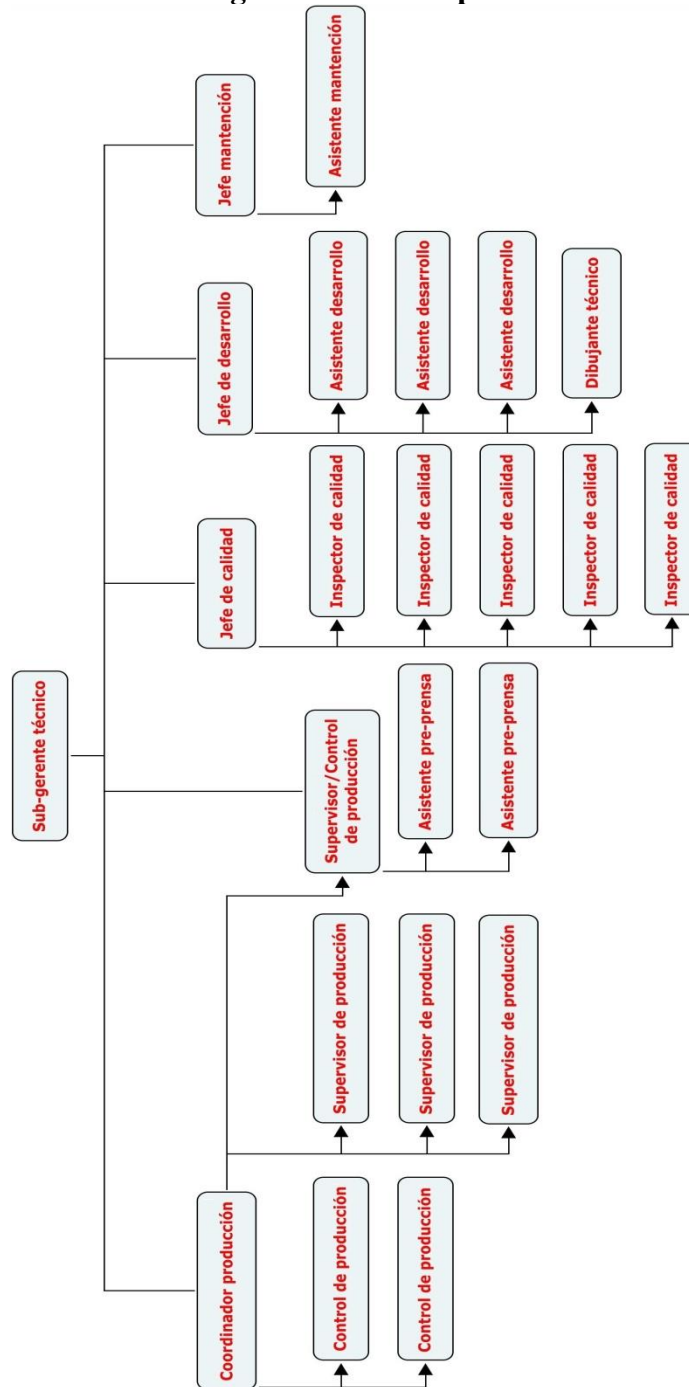 Sub-gerente técnico
Coordinador producción
Jefe de calidad
Jefe de desarrollo
Jefe mantención
Control de producción
Supervisor de producción
Supervisor/Control
de producción
Inspector de calidad
Asistente desarrollo
Asistente mantención
Control de producción
Supervisor de producción
Asistente pre-prensa
Inspector de calidad
Asistente desarrollo
Supervisor de producción
Asistente pre-prensa
Inspector de calidad
Asistente desarrollo
Inspector de calidad
Dibujante técnico
Inspector de calidad